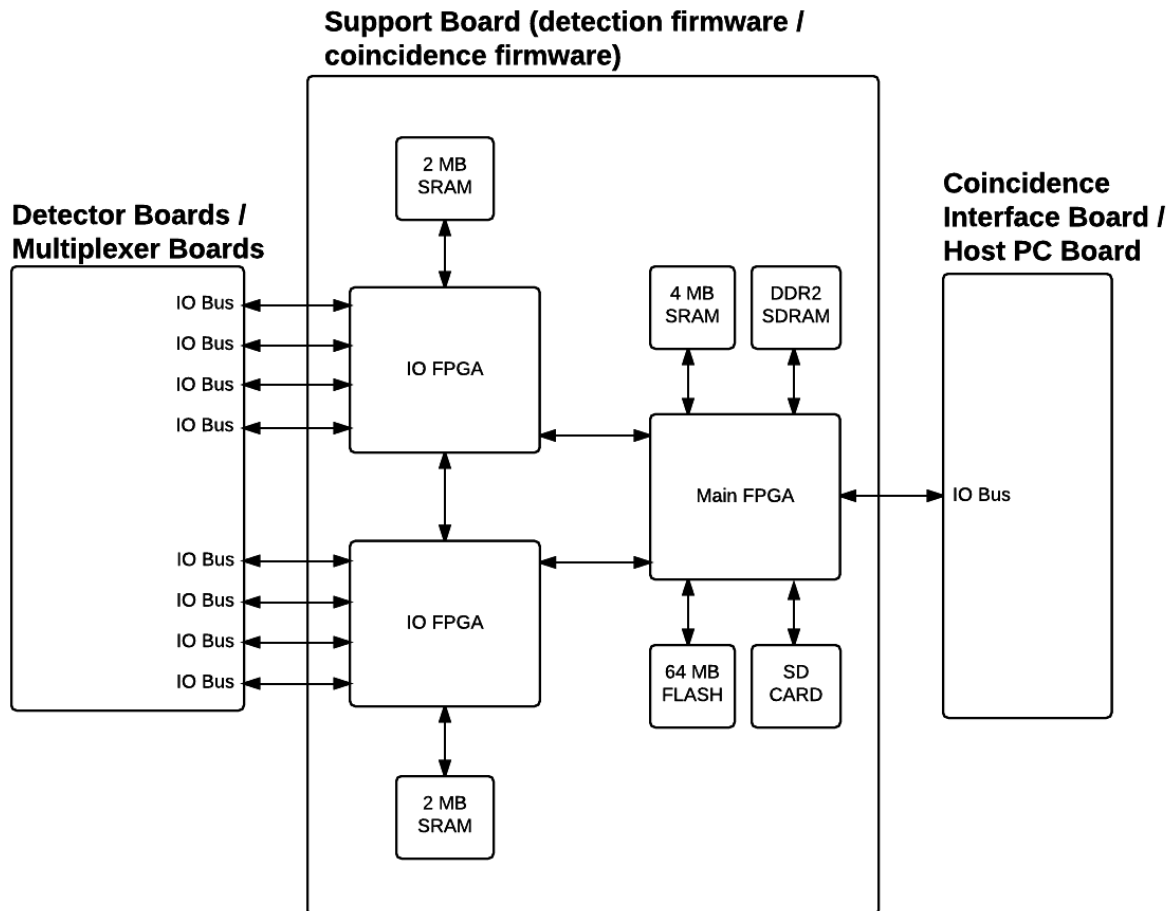 Support Board (detection firmware /
coincidence firmware)
Detector Boards /
Multiplexer Boards
IO Bus
IO Bus
IO Bus
IO Bus
IO Bus
IO Bus
IO Bus
IO Bus
2 MB
SRAM
IO FPGA
IO FPGA
2 MB
SRAM
4 MB
SRAM
DDR2
SDRAM
Main FPGA
64 MB
FLASH
SD
CARD
Coincidence
Interface Board /
Host PC Board
IO Bus